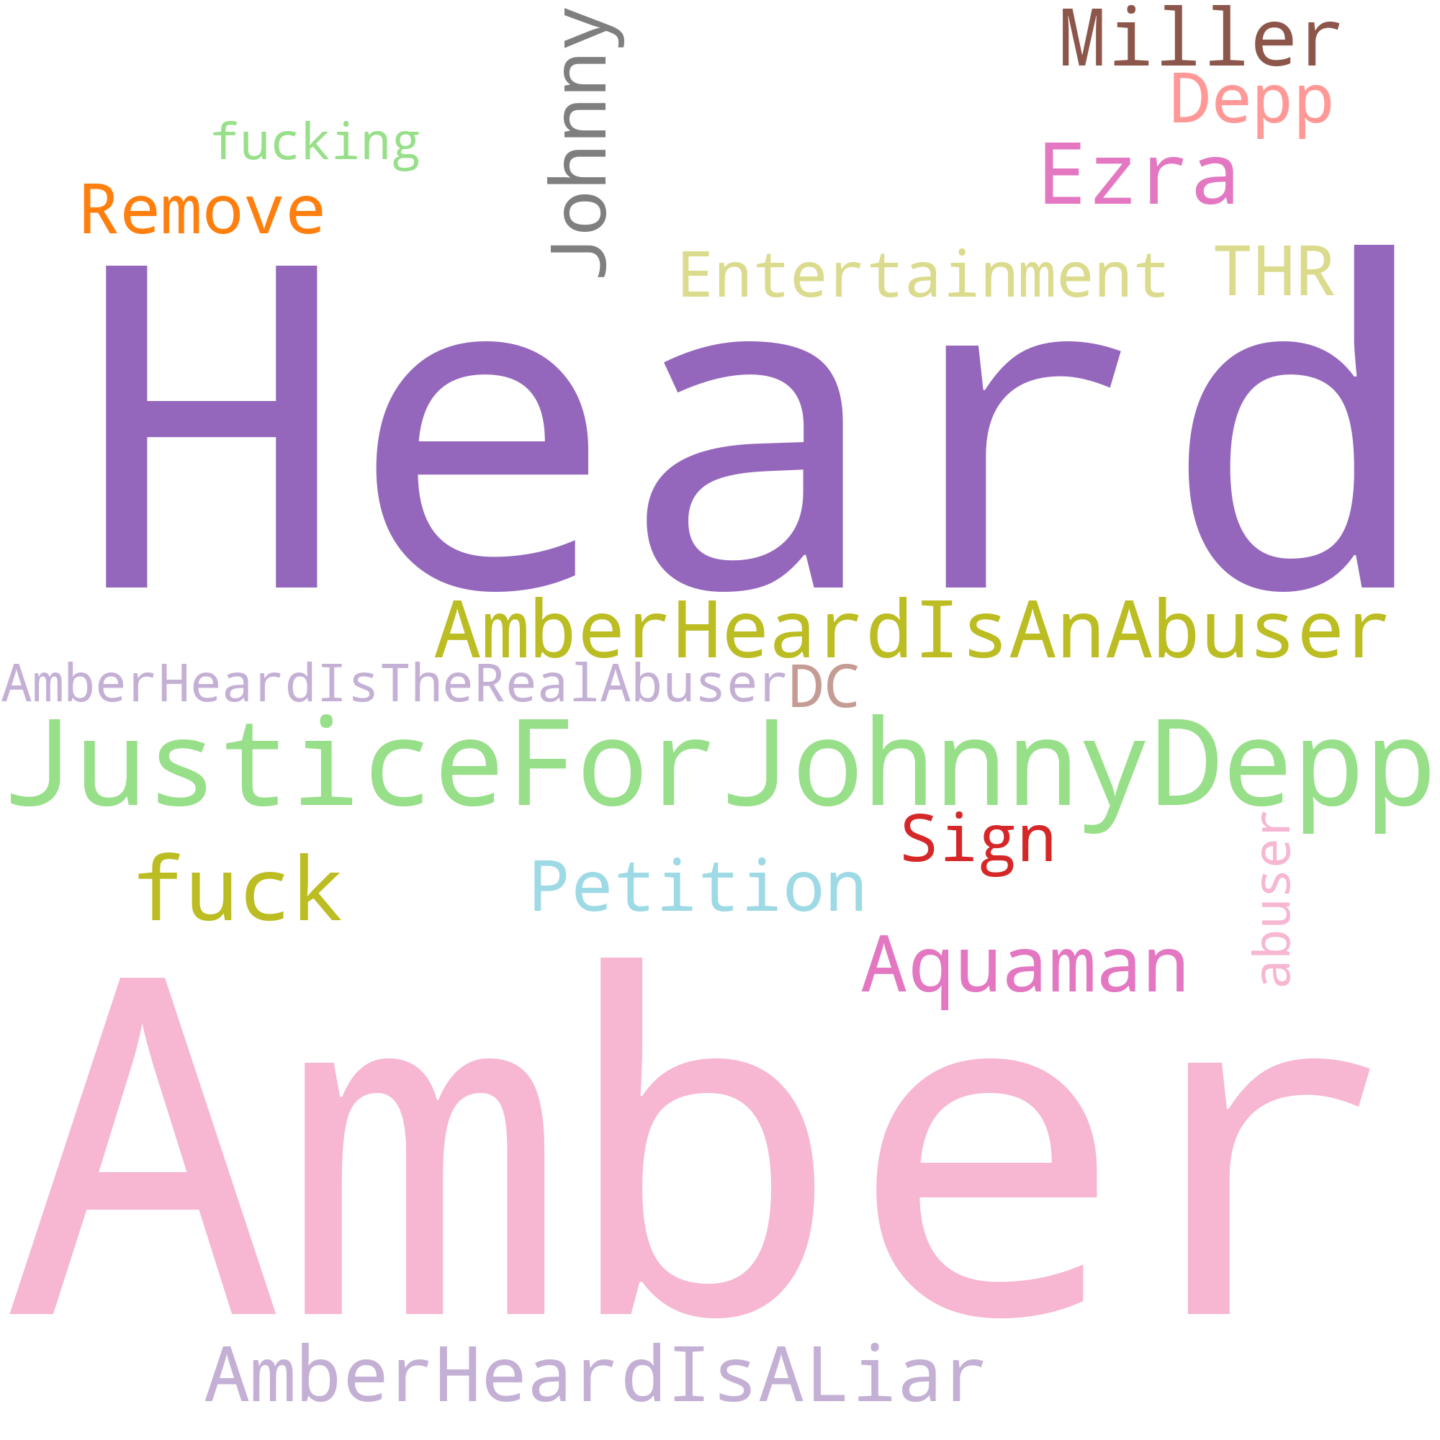 Miller
Johnny
Depp
fucking
Ezra
Remove
Entertainment THR
Heard
AmberHeardIsAnAbuser
AmberHeardIsTheRealAbuser DC
JusticeForJohnnyDepp
Sign
fuck Petition
abuser
Aquaman
Amber
AmberHeardIsALiar